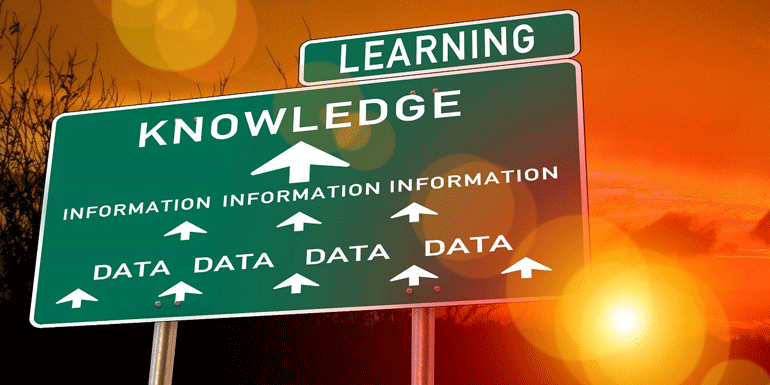 LEARNING
KNOWLEDGE
INFORMATION INFORMATION INFORMATION
DATA DATA DATA DATA